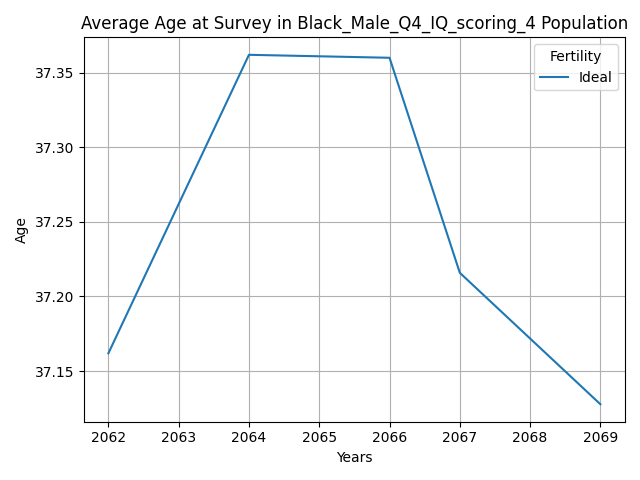 Average Age at Survey in Black_Male_Q4_IQ_scoring_4 Population
Fertility
Ideal
37.35
37.30
37.25
37.20
37.15
Age
2062 2063 2064 2065 2066 2067 2068 2069
Years